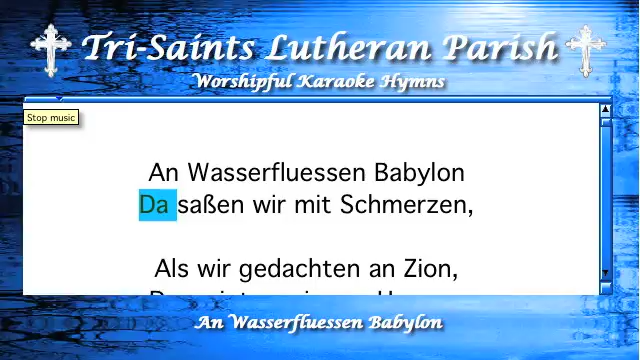 Tri-Saints Lutheran Parish
Worshipful Karaoke Hymns
Stop music
An Wasserfluessen Babylon
Da saßen wir mit Schmerzen,
Als wir gedachten an Zion,
An Wasserfluessen Babylon